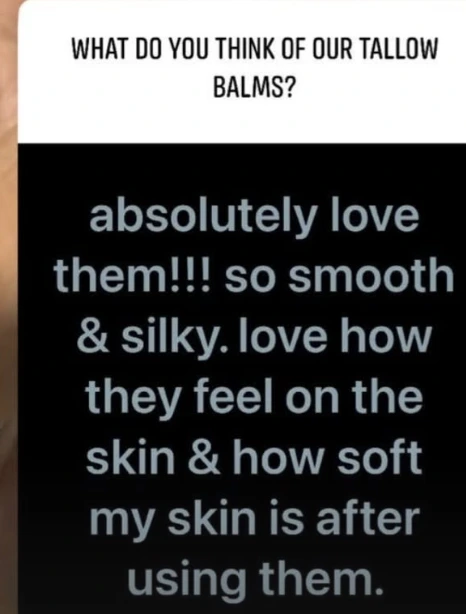 WHAT DO YOU THINK OF OUR TALLOW
BALMS?
absolutely love
them!!! so smooth
& silky. love how
they feel on the
skin & how soft
my skin is after
using them.